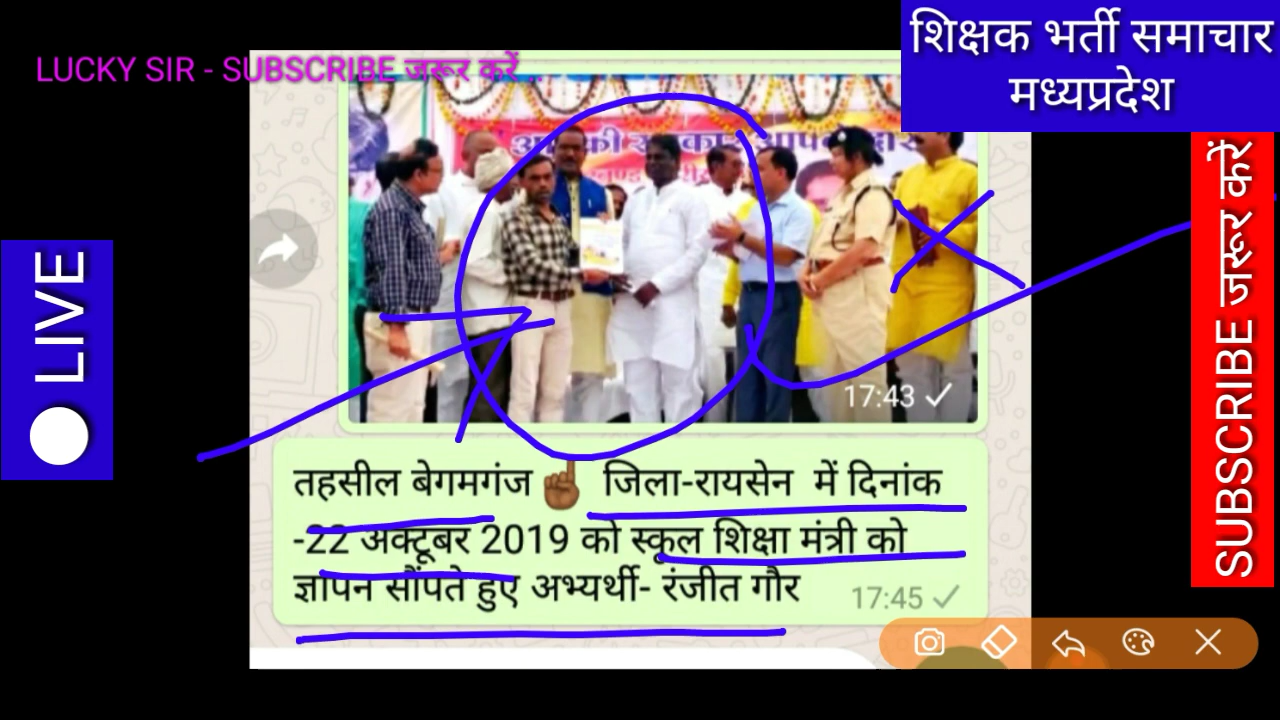 LUCKY SIR - SUBSCRIBE जरूर करें ..
शिक्षक भर्ती समाचार
मध्यप्रदेश
LIVE
SUBSCRIBE जरूर करें
17:43
तहसील बेगमगंज ☝🏾 जिला-रायसेन में दिनांक
-22 अक्टूबर 2019 को स्कूल शिक्षा मंत्री को
ज्ञापन सौंपते हुए अभ्यर्थी- रंजीत गौर
17:45